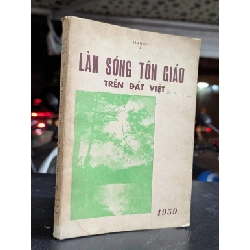 LÀN SÓNG TÔN GIÁO
TRÊN ĐẤT VIỆT
1959